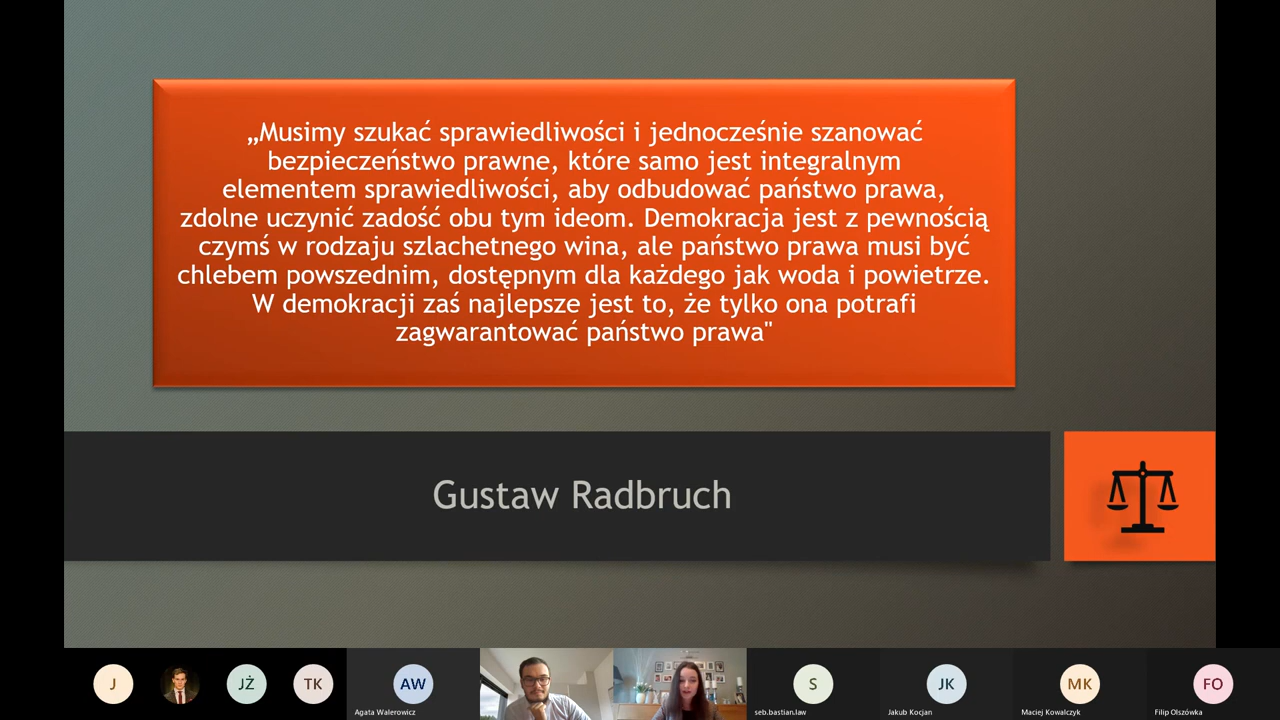 „Musimy szukać sprawiedliwości i jednocześnie szanować
bezpieczeństwo prawne, które samo jest integralnym
elementem sprawiedliwości, aby odbudować państwo prawa,
zdolne uczynić zadość obu tym ideom. Demokracja jest z pewnością
czymś w rodzaju szlachetnego wina, ale państwo prawa musi być
chlebem powszednim, dostępnym dla każdego jak woda i powietrze.
W demokracji zaś najlepsze jest to, że tylko ona potrafi
zagwarantować państwo prawa"
Gustaw Radbruch
J
JŻ
TK
AW
S
JK
MK
FO
Agata Walerowicz
seb.bastian.law
Jakub Kocjan
Maciej Kowalczyk
Filip Olszówka